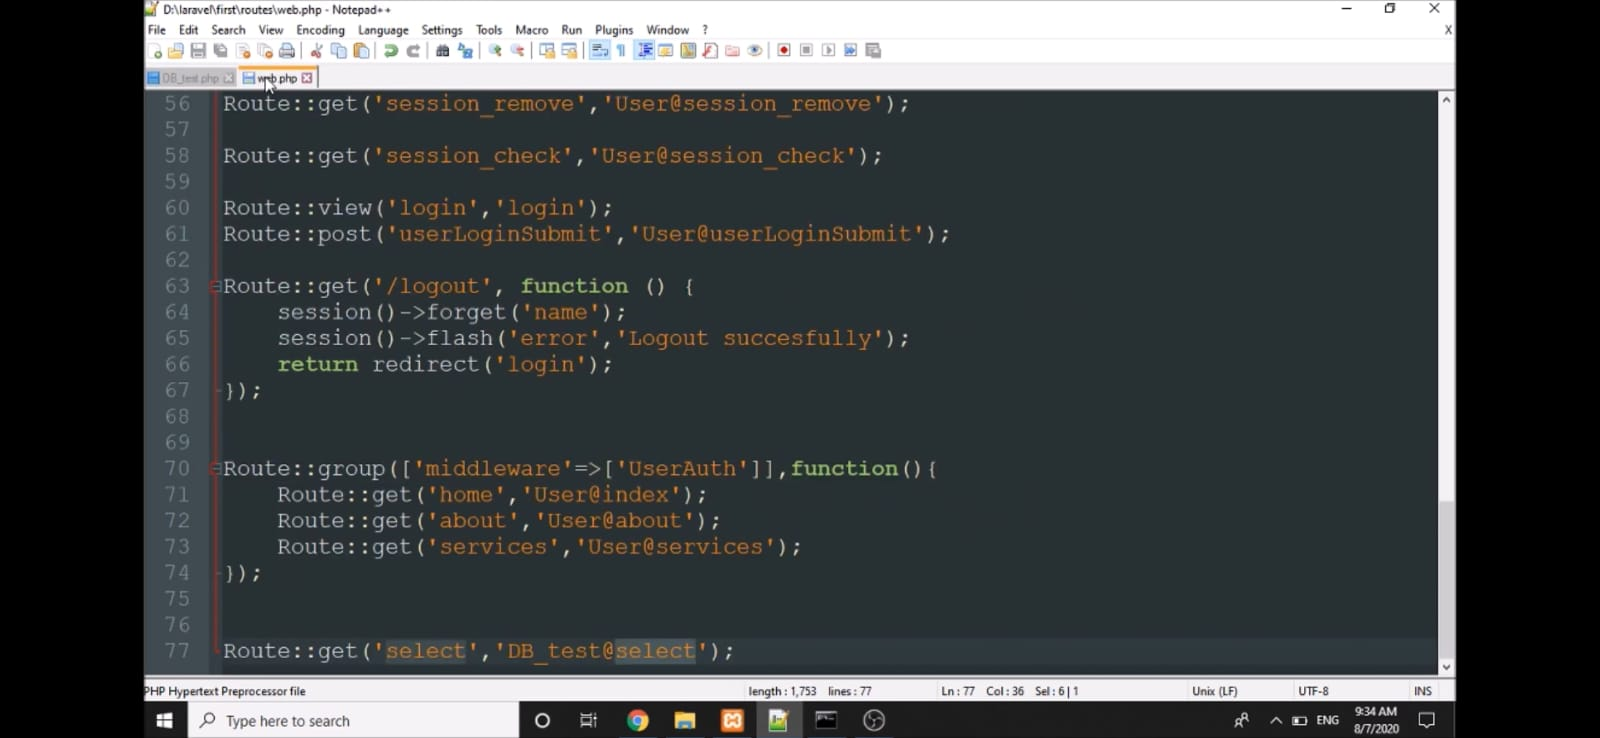 D:\laravel\first\routes\web.php - Notepad++
File Edit Search View Encoding Language Settings Tools Macro Run Plugins Window ? X
DB_test.php web.php
56 Route::get('session_remove','User@session_remove');
57
58 Route::get('session_check','User@session_check');
59
60 Route::view('login','login');
61 Route::post('userLoginSubmit','User@userLoginSubmit');
62
63 Route::get('/logout', function () {
64 session()->forget('name');
65 session()->flash('error','Logout succesfully');
66 return redirect('login');
67 });
68
69
70 Route::group(['middleware'=>['UserAuth']],function(){
71 Route::get('home','User@index');
72 Route::get('about','User@about');
73 Route::get('services','User@services');
74 });
75
76
77 Route::get('select','DB_test@select');
PHP Hypertext Preprocessor file length : 1,753 lines : 77 Ln : 77 Col : 36 Sel : 6 | 1 Unix (LF) UTF-8 INS
Type here to search ENG 9:34 AM
8/7/2020